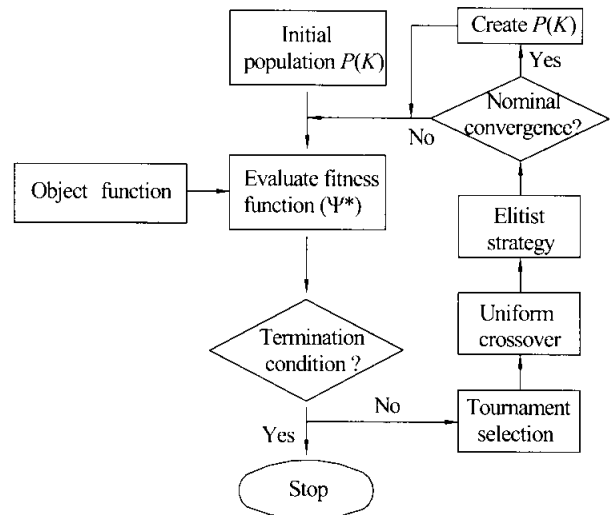 Initial
population P(K)
Create P(K)
Yes
Nominal
convergence?
No
Object function
Evaluate fitness
function (Ψ*)
Elitist
strategy
Uniform
crossover
Termination
condition ?
No
Tournament
selection
Yes
Stop